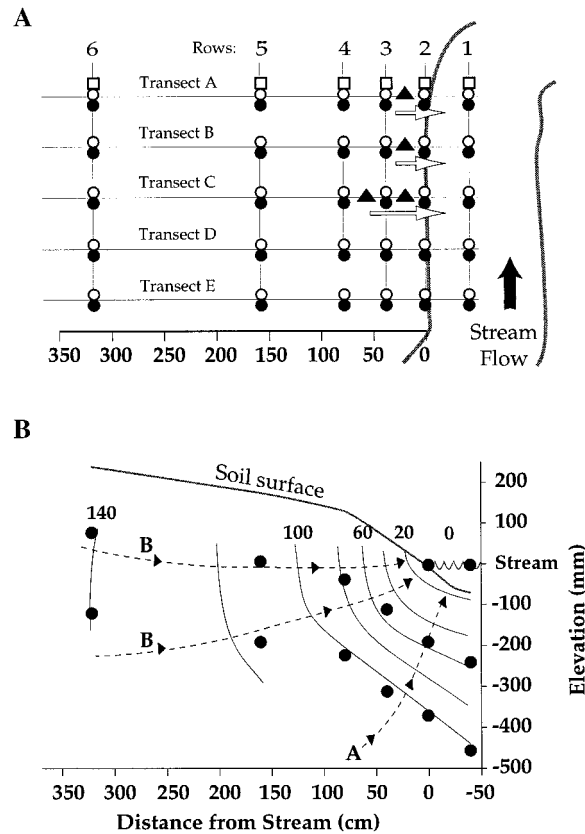 A
6 Rows: 5 4 3 2 1
Transect A
Transect B
Transect C
Transect D
Transect E
Stream
Flow
350 300 250 200 150 100 50 0
B
Soil surface
200
140
100
100 60 20 0
B
Stream
-100
B
-200
-300
A
-400
-500
Elevation (mm)
350 300 250 200 150 100 50 0 -50
Distance from Stream (cm)